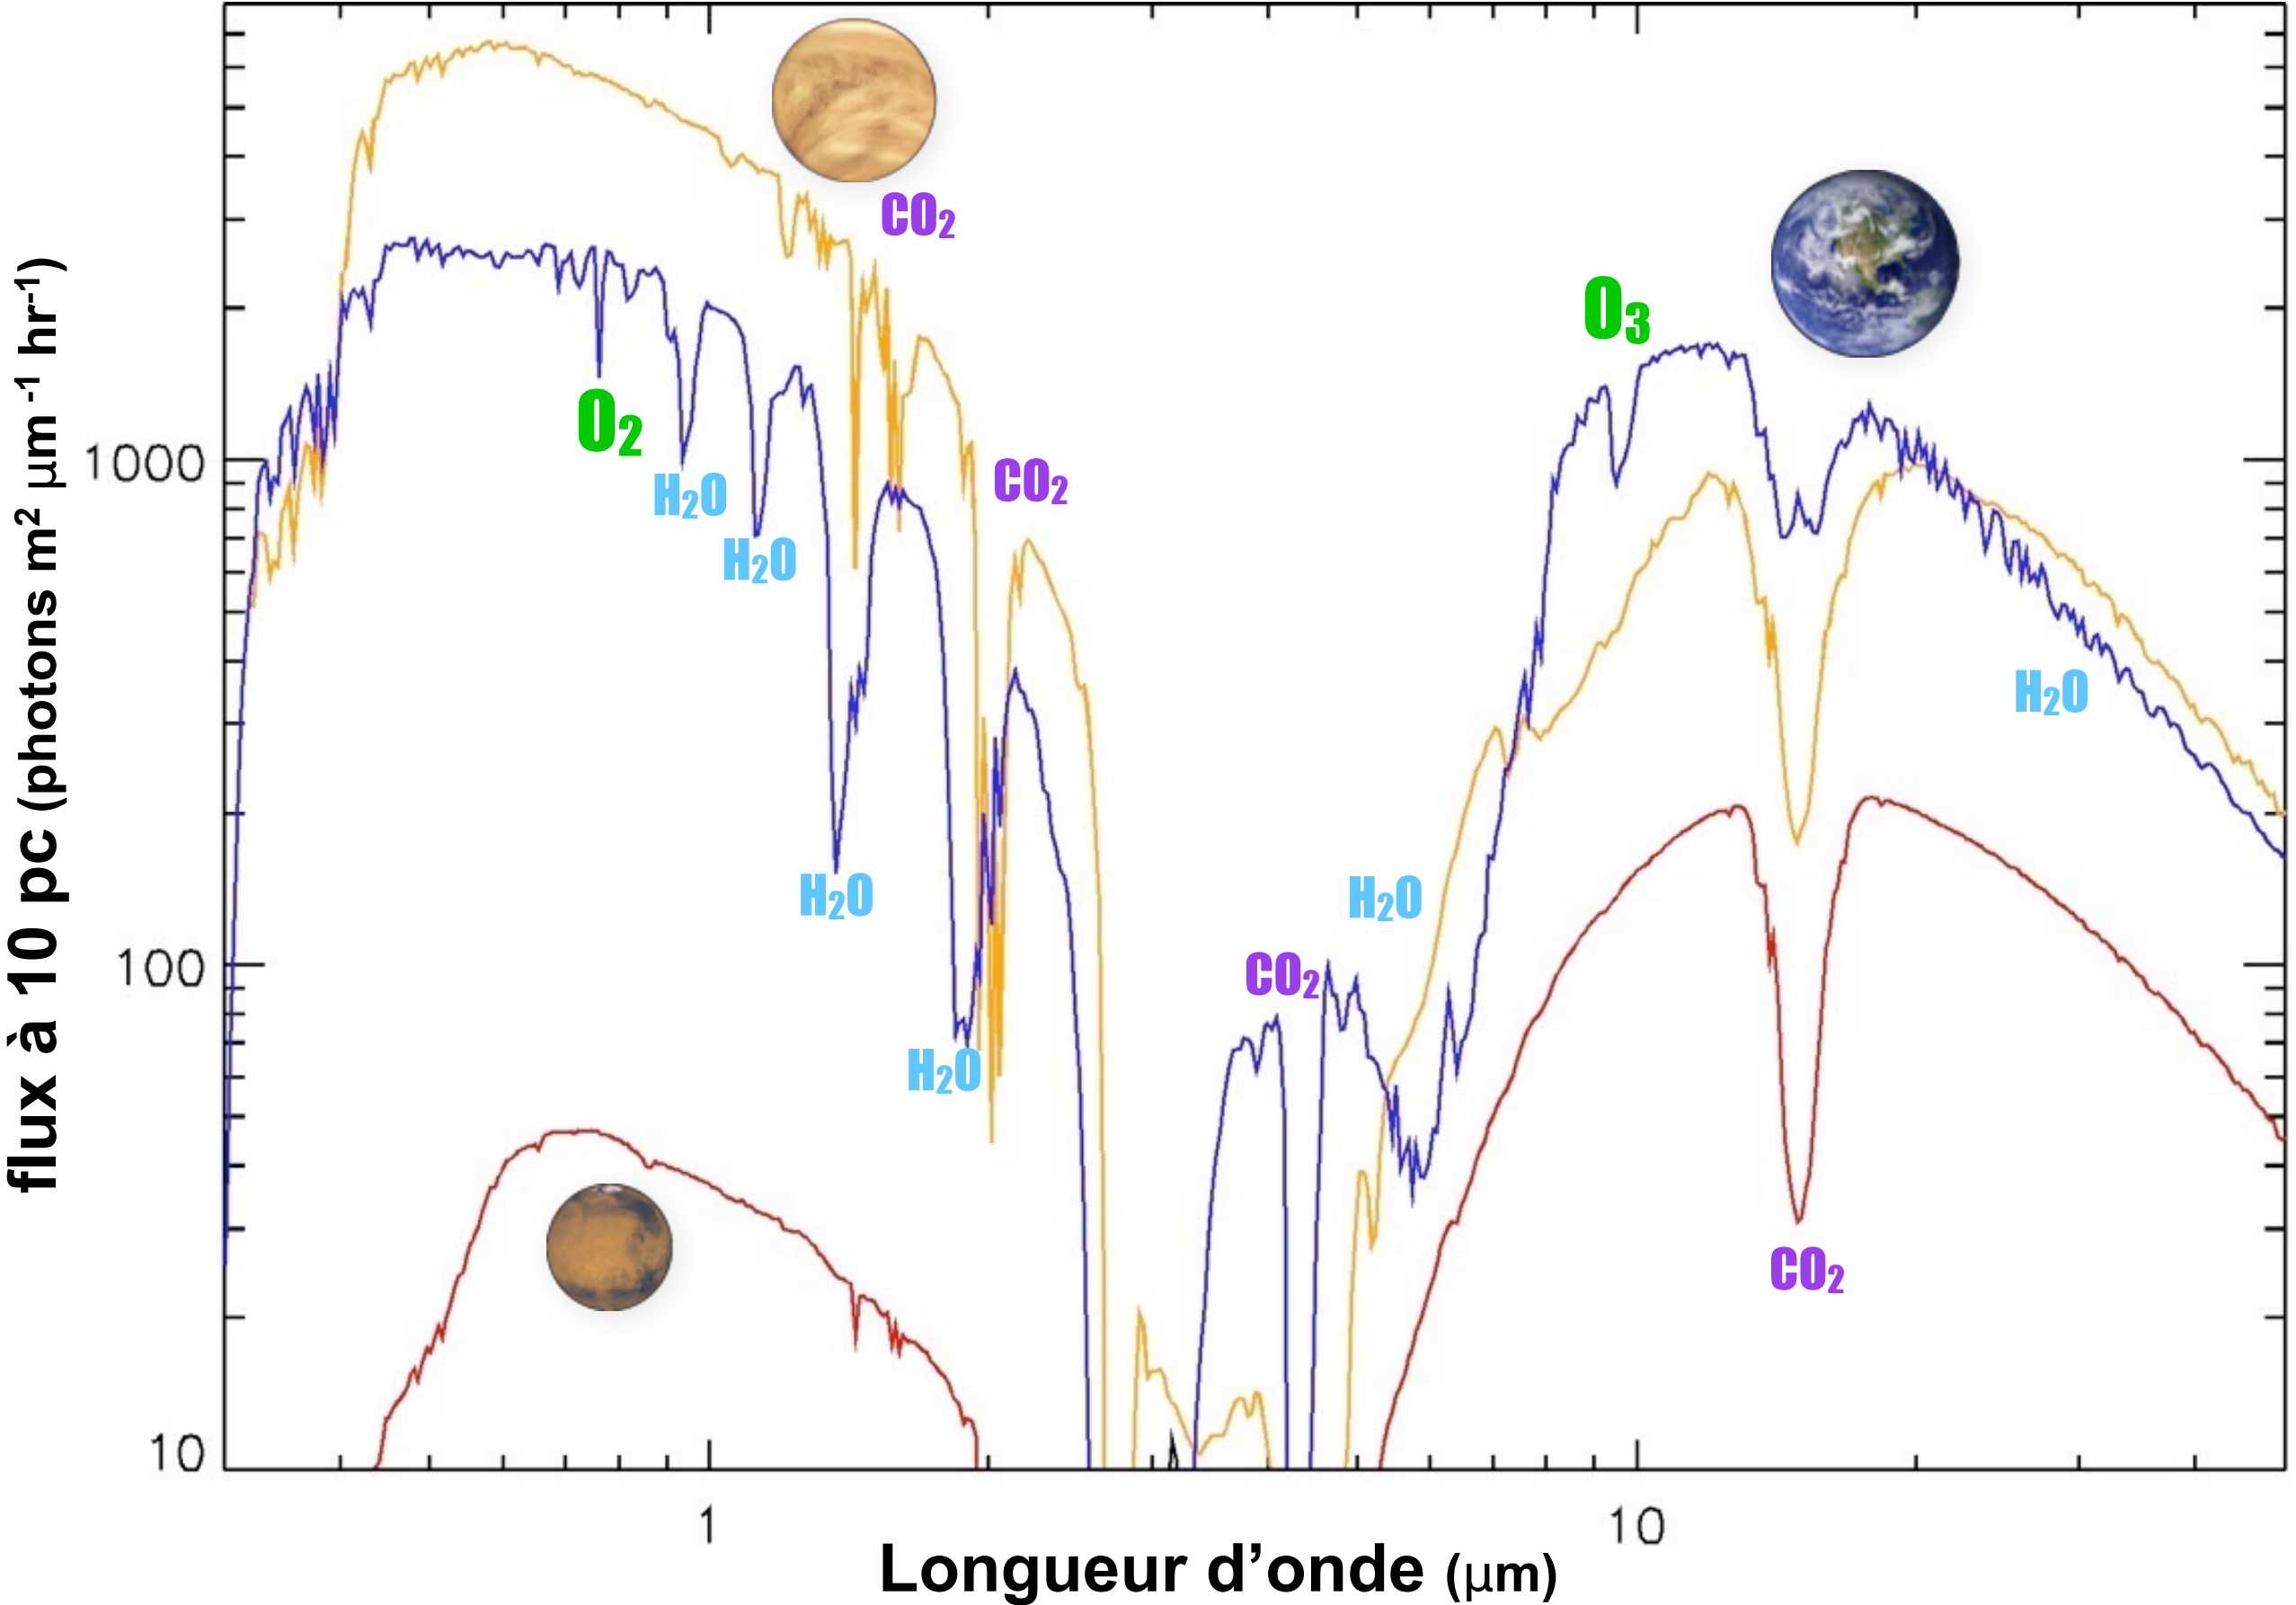 flux à 10 pc (photons m² µm⁻¹ hr⁻¹)
1000
100
10
CO₂
O₃
O₂
H₂O
CO₂
H₂O
H₂O
H₂O
H₂O
CO₂
H₂O
H₂O
CO₂
1
10
Longueur d’onde (µm)